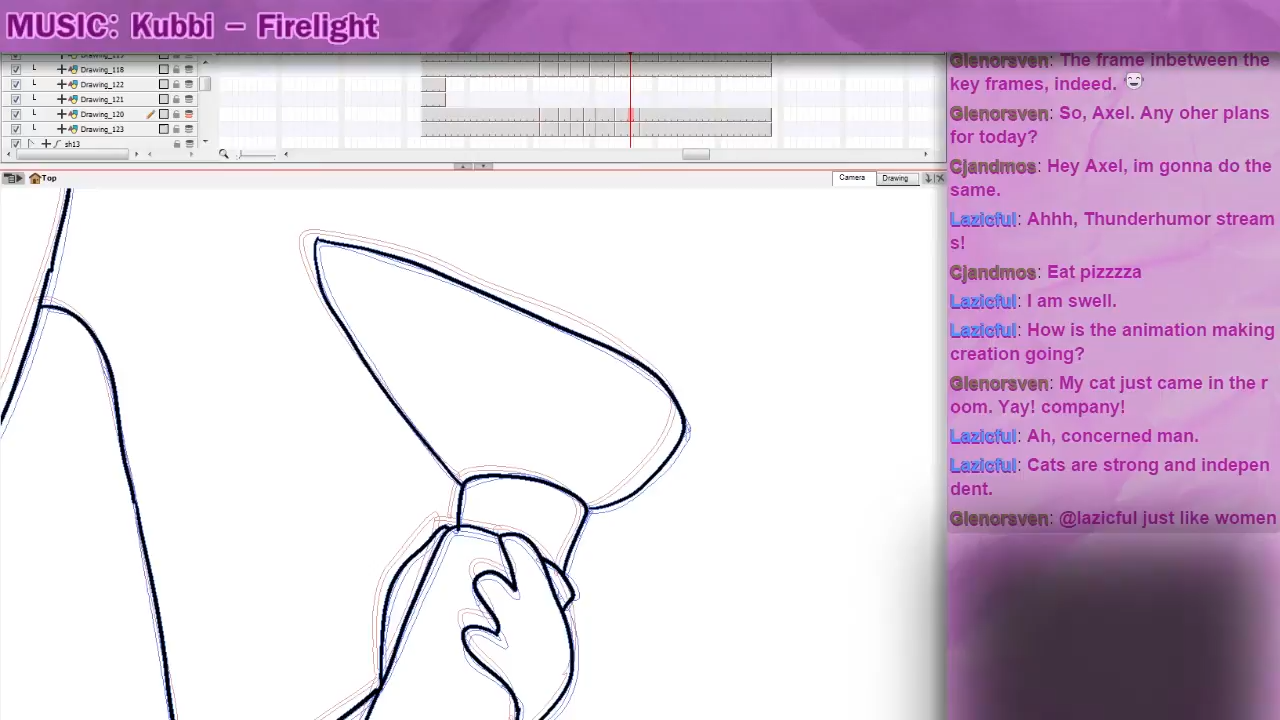 MUSIC: Kubbi – Firelight
Drawing_118
Drawing_122
Drawing_121
Drawing_120
Drawing_123
sh13
Top
Camera
Drawing
Glenorsven: The frame inbetween the
key frames, indeed.
Glenorsven: So, Axel. Any oher plans
for today?
Cjandmos: Hey Axel, im gonna do the
same.
Lazicful: Ahhh, Thunderhumor stream
s!
Cjandmos: Eat pizzzza
Lazicful: I am swell.
Lazicful: How is the animation making
creation going?
Glenorsven: My cat just came in the r
oom. Yay! company!
Lazicful: Ah, concerned man.
Lazicful: Cats are strong and indepen
dent.
Glenorsven: @lazicful just like women